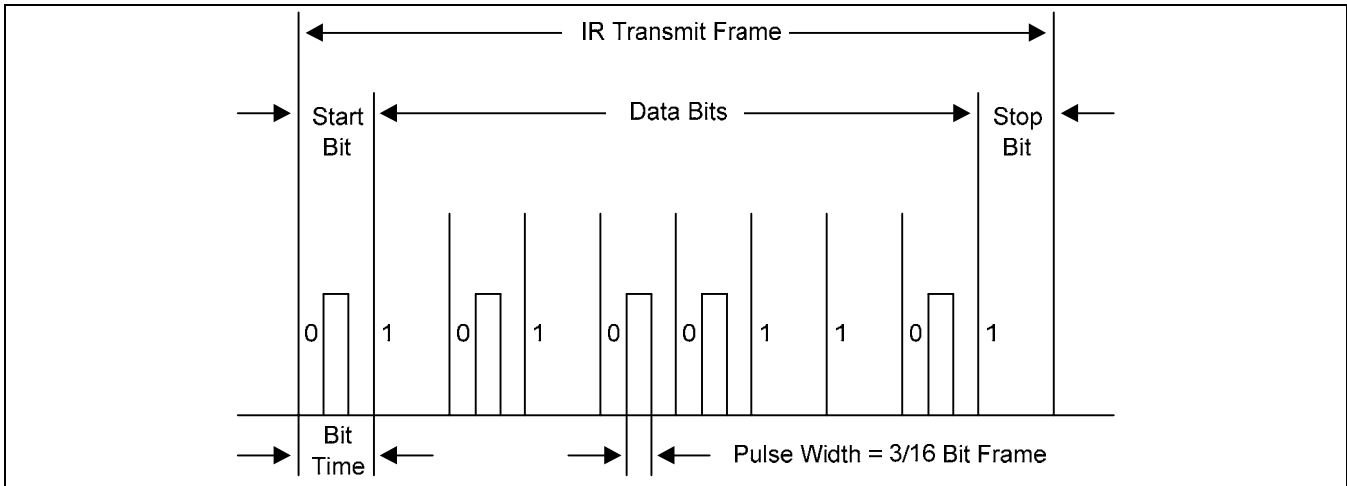 IR Transmit Frame
Start
Bit
Data Bits
Stop
Bit
0 1 0 1 0 0 1 1 0 1
Bit
Time
Pulse Width = 3/16 Bit Frame